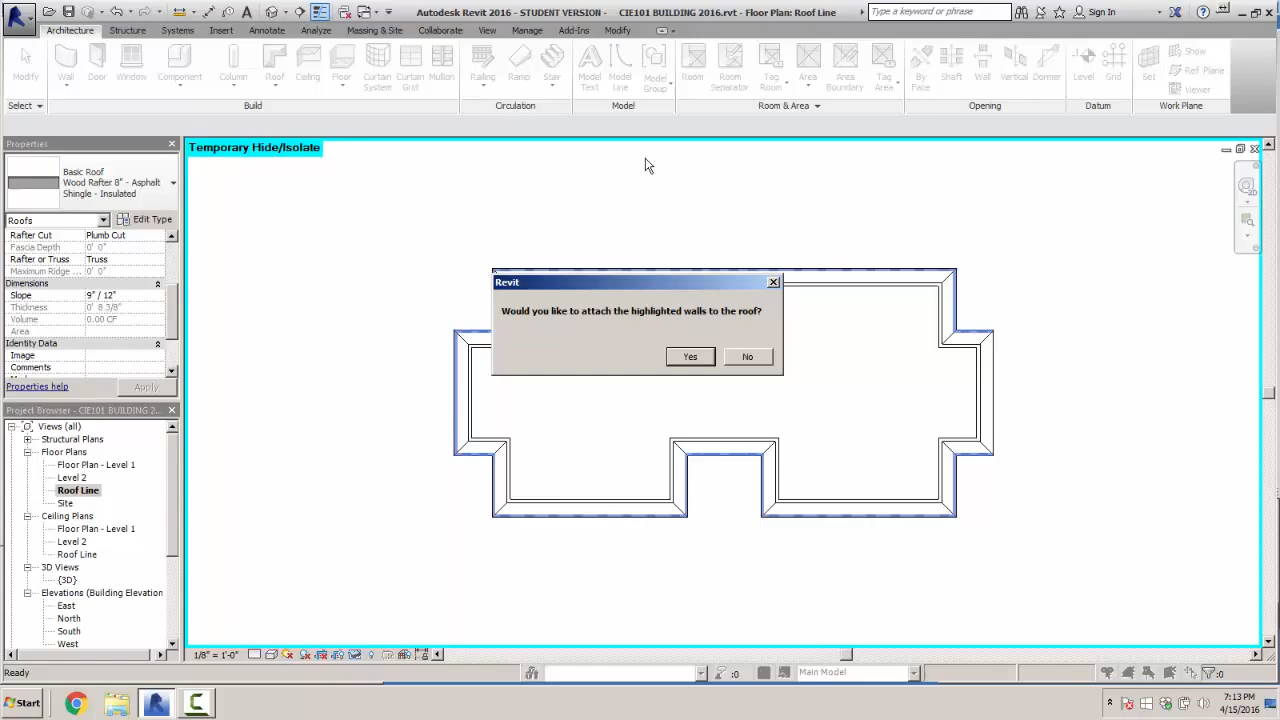 Autodesk Revit 2016 - STUDENT VERSION - CIE101 BUILDING 2016.rvt - Floor Plan: Roof Line
Type a keyword or phrase
Sign In
Architecture Structure Systems Insert Annotate Analyze Massing & Site Collaborate View Manage Add-Ins Modify
Modify Wall Door Window Component Column Roof Ceiling Floor Curtain System Curtain Grid Mullion Railing Ramp Stair Model Text Model Line Model Group Room Room Separator Tag Room Area Area Boundary Tag Area By Face Shaft Wall Vertical Dormer Level Grid Set
Show
Ref Plane
Viewer
Select Build Circulation Model Room & Area Opening Datum Work Plane
Properties
Basic Roof
Wood Rafter 8" - Asphalt
Shingle - Insulated
Roofs Edit Type
Rafter Cut Plumb Cut
Fascia Depth 0' 0"
Rafter or Truss Truss
Maximum Ridge ... 0' 0"
Dimensions
Slope 9" / 12"
Thickness 0' 8 3/8"
Volume 0.00 CF
Area
Identity Data
Image
Comments
Properties help Apply
Project Browser - CIE101 BUILDING 2...
Views (all)
Structural Plans
Floor Plans
Floor Plan - Level 1
Level 2
Roof Line
Site
Ceiling Plans
Floor Plan - Level 1
Level 2
Roof Line
3D Views
{3D}
Elevations (Building Elevation
East
North
South
West
Temporary Hide/Isolate
2D
Revit
Would you like to attach the highlighted walls to the roof?
Yes No
1/8" = 1'-0"
Ready
:0
Main Model
:0
Start
7:13 PM
4/15/2016